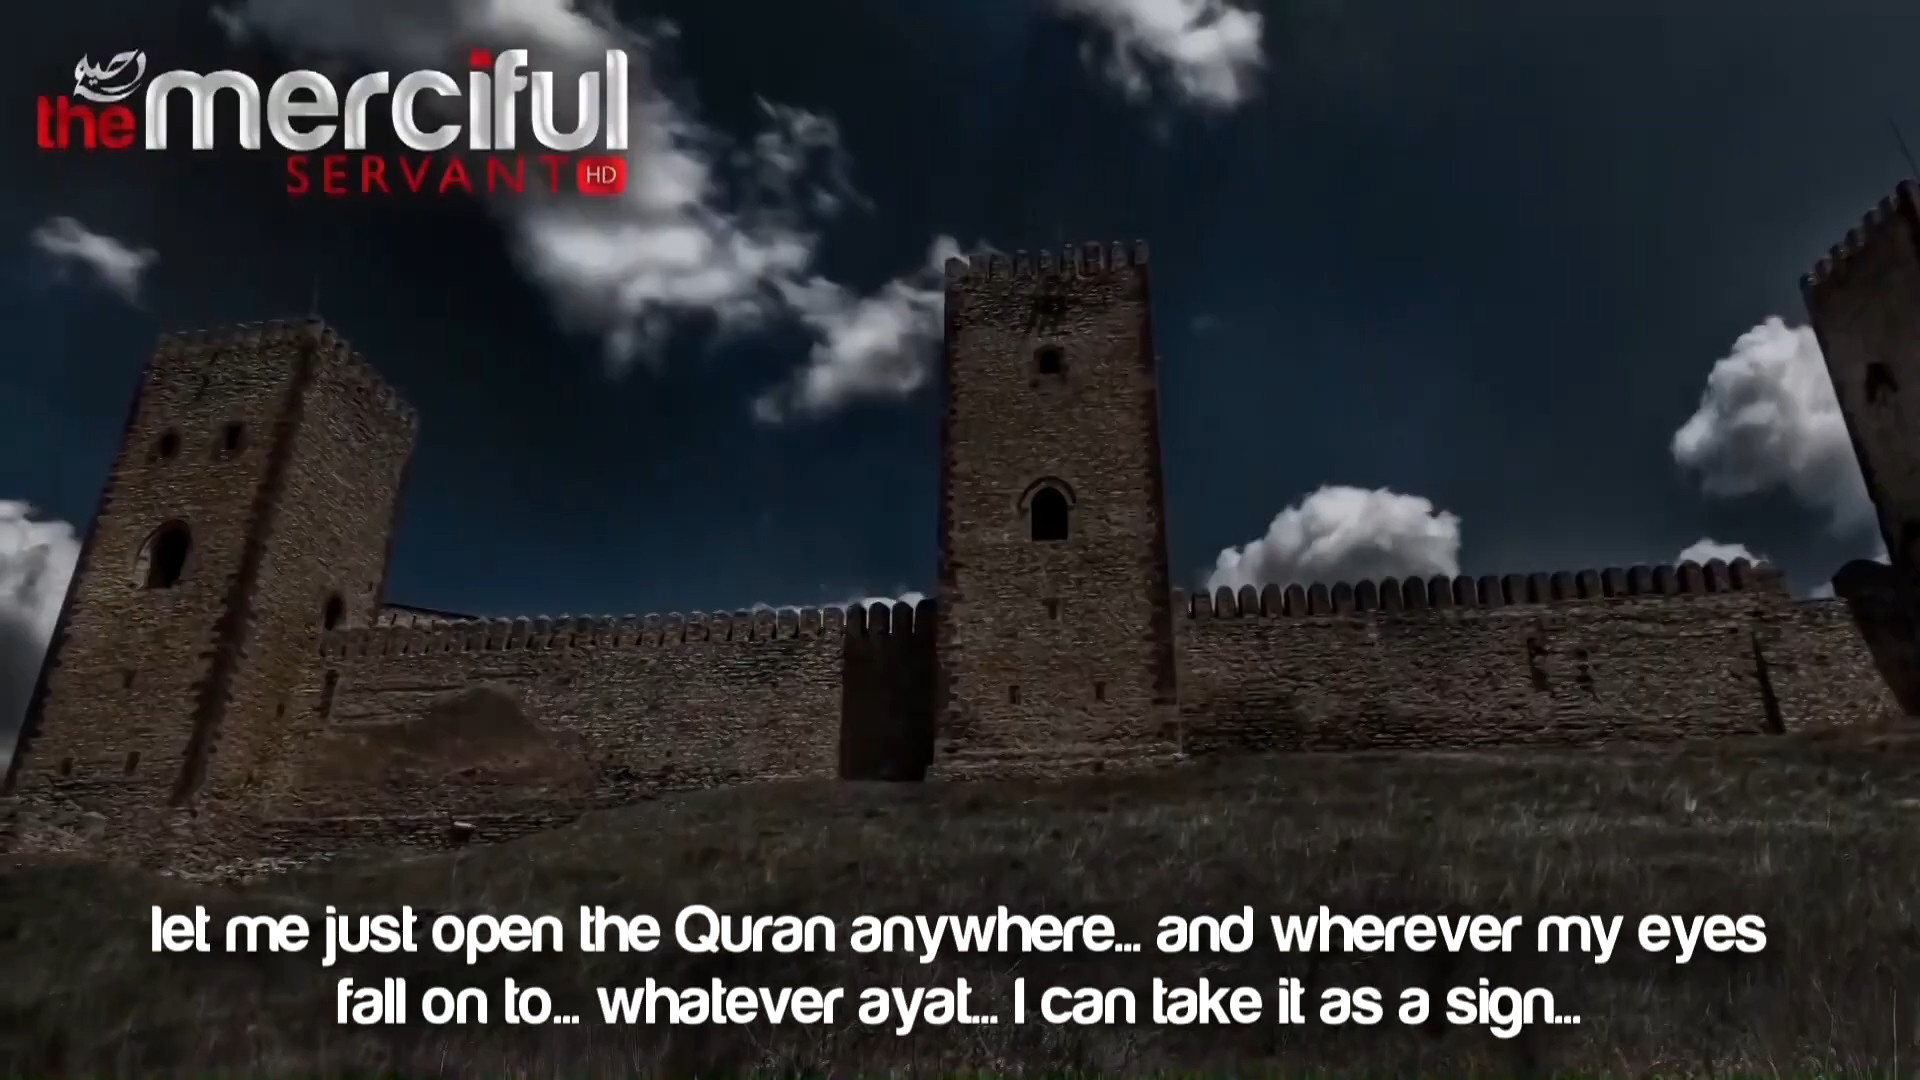 the merciful
SERVANT HD
let me just open the Quran anywhere... and wherever my eyes
fall on to... whatever ayat... I can take it as a sign...